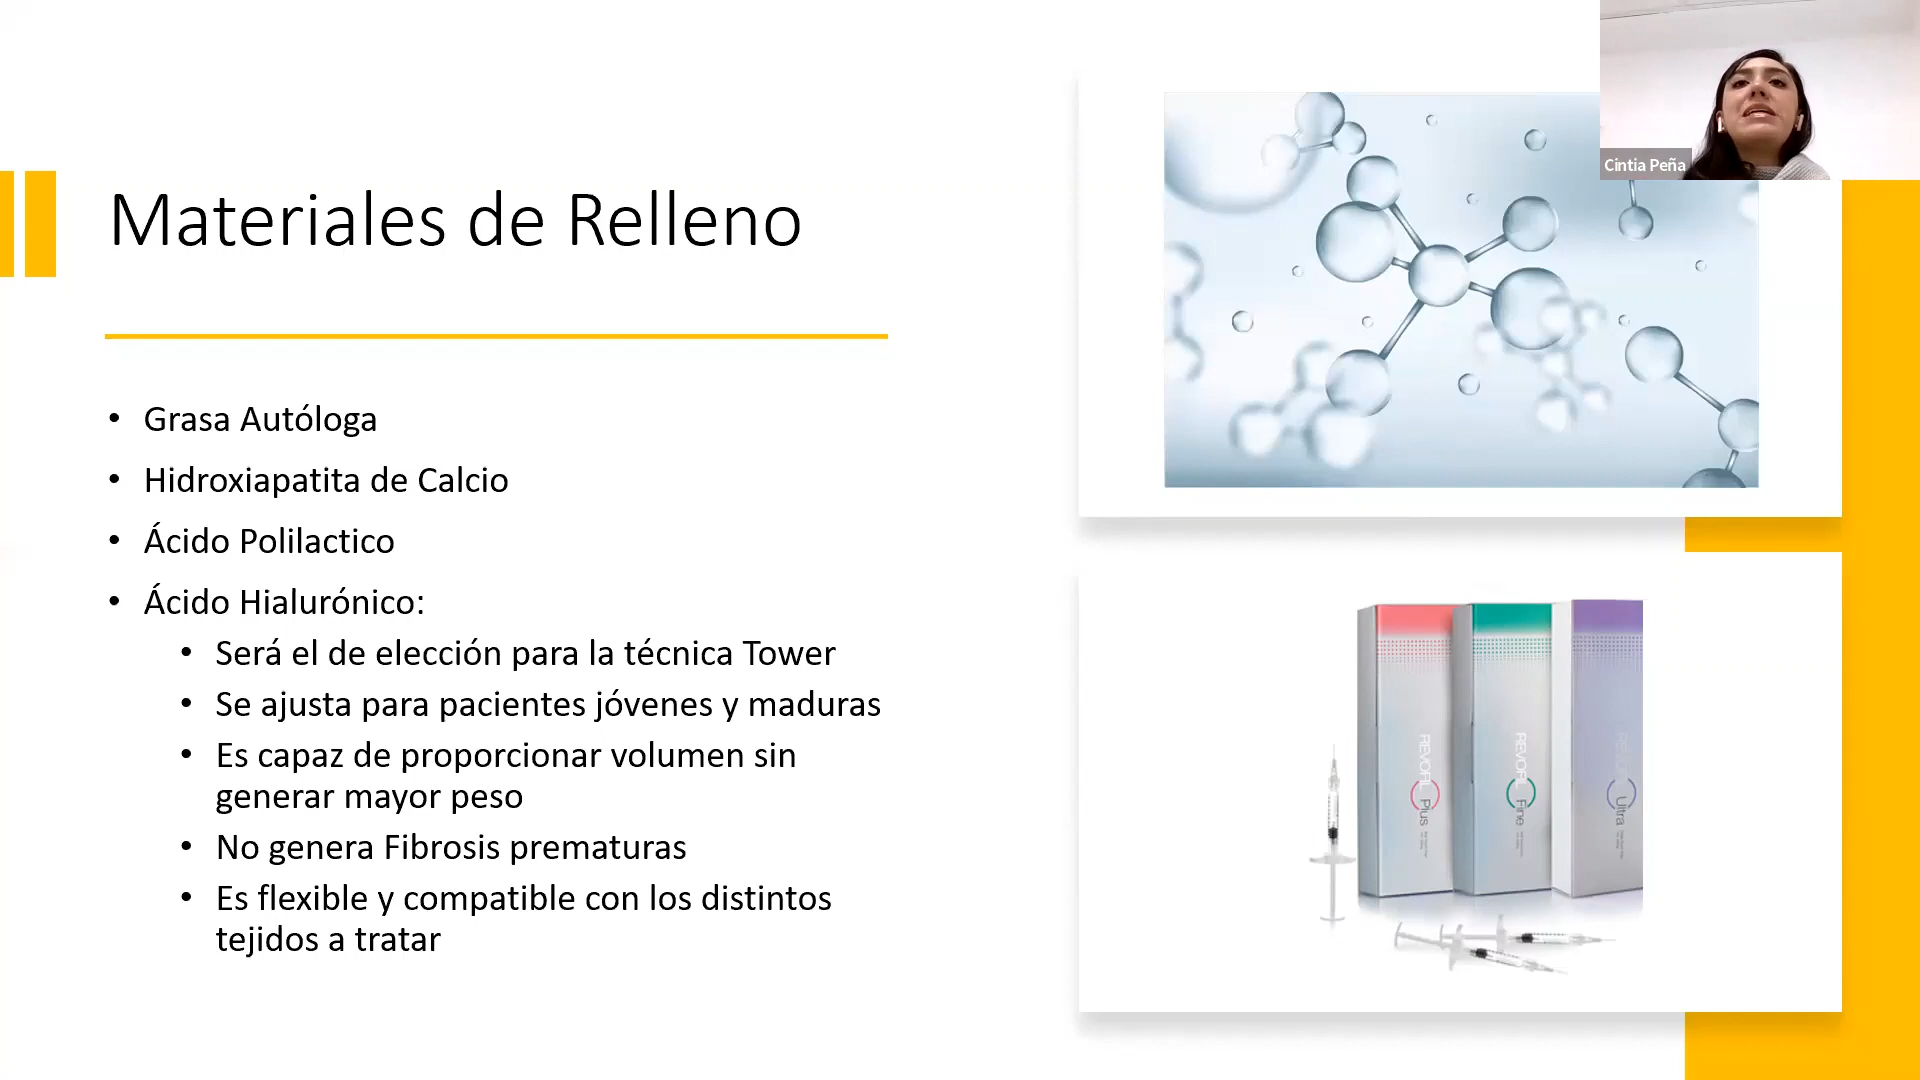 Cintia Peña
Materiales de Relleno
• Grasa Autóloga
• Hidroxiapatita de Calcio
• Ácido Polilactico
• Ácido Hialurónico:
• Será el de elección para la técnica Tower
• Se ajusta para pacientes jóvenes y maduras
• Es capaz de proporcionar volumen sin
generar mayor peso
• No genera Fibrosis prematuras
• Es flexible y compatible con los distintos
tejidos a tratar
REVOFIL Plus
REVOFIL Fine
REVOFIL Ultra